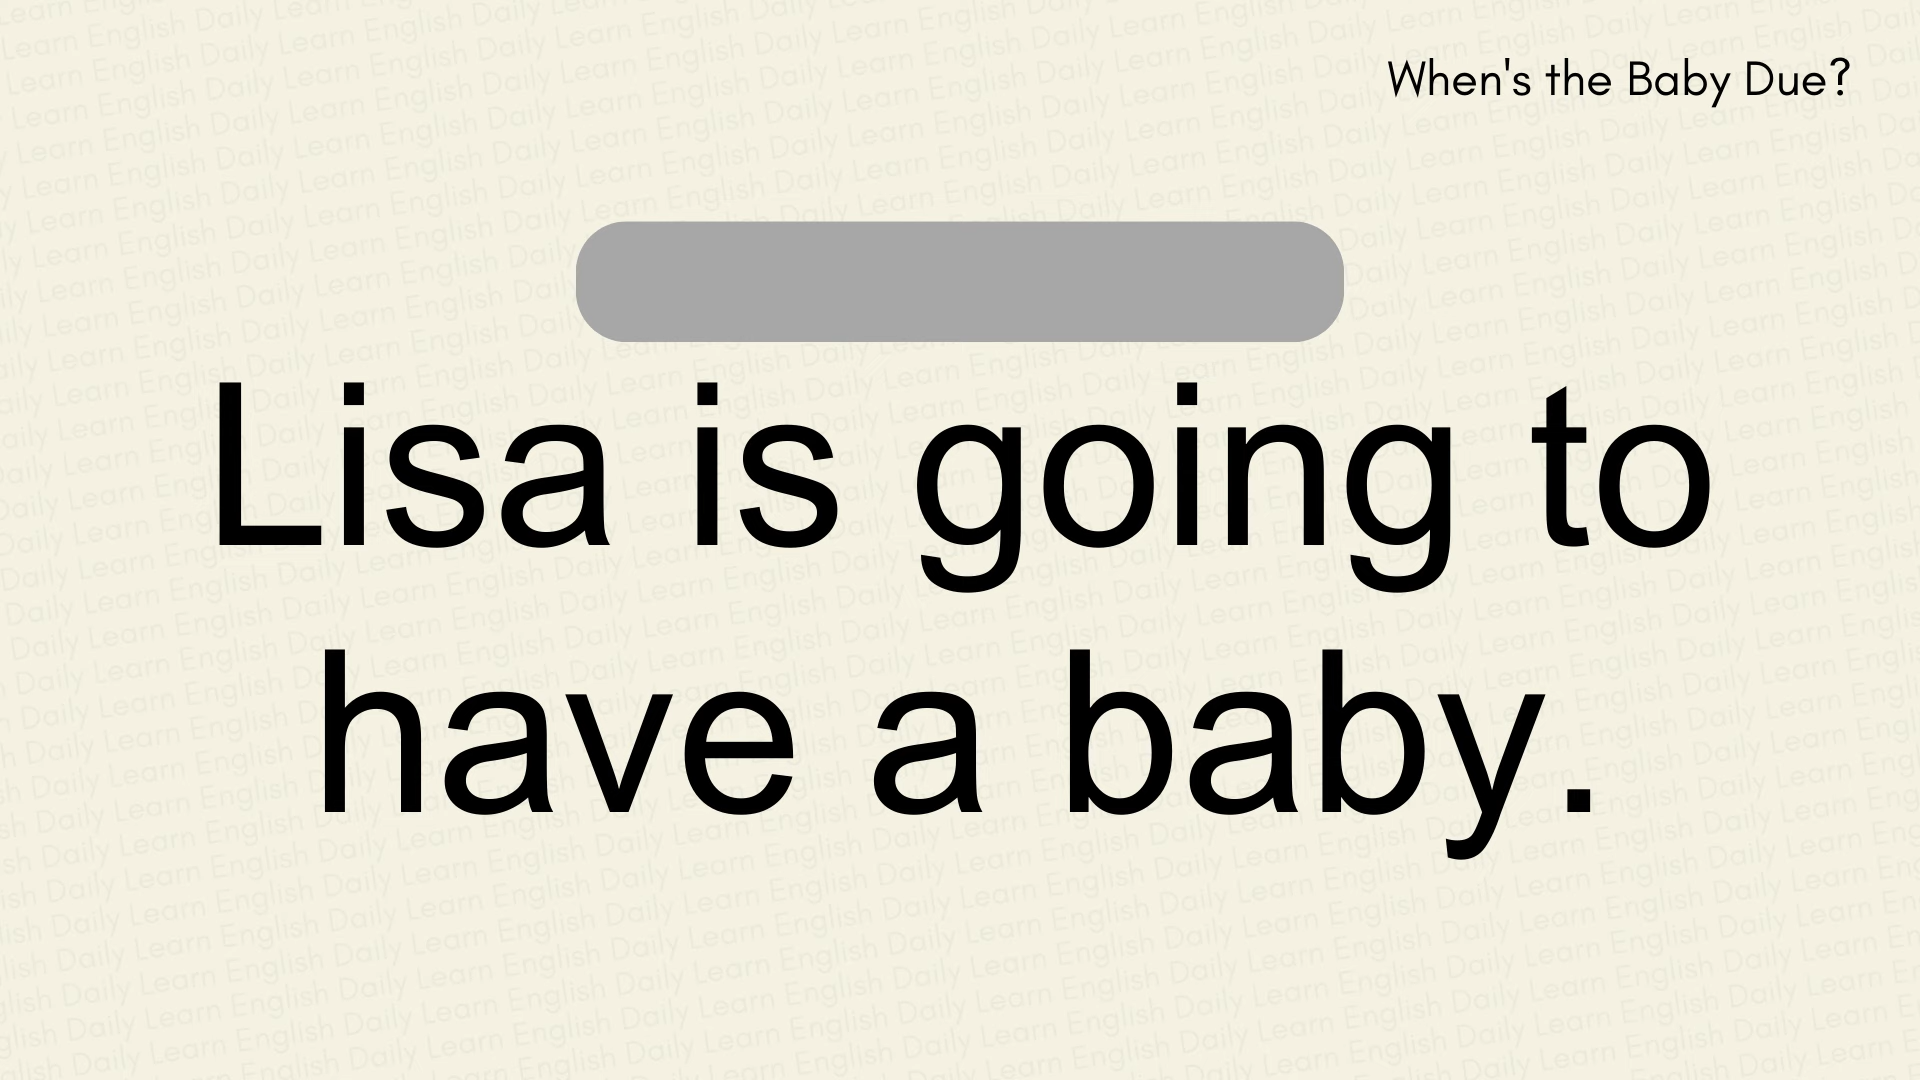 When's the Baby Due?
Lisa is going to
have a baby.